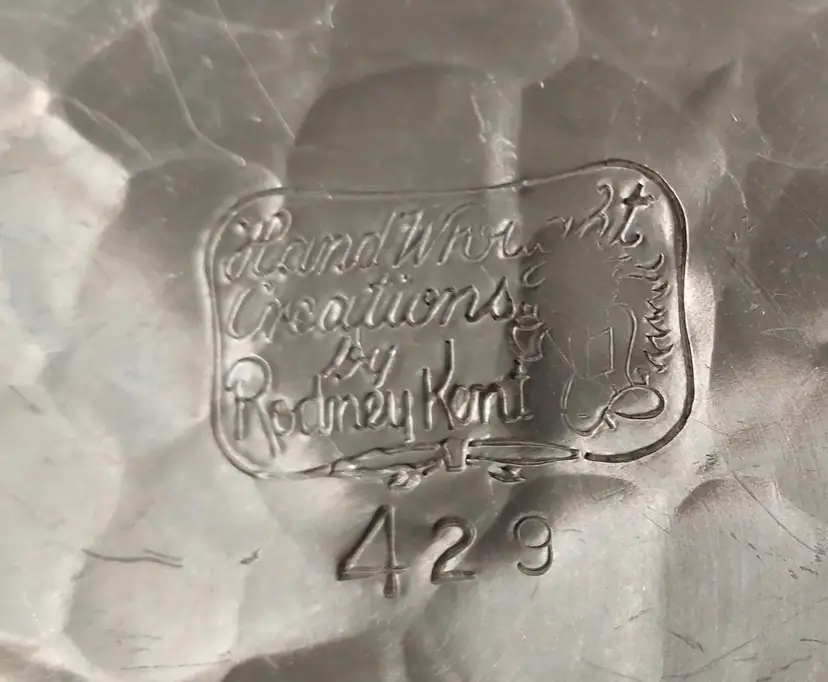 Hand Wrought
Creations
by
Rodney Kent
429